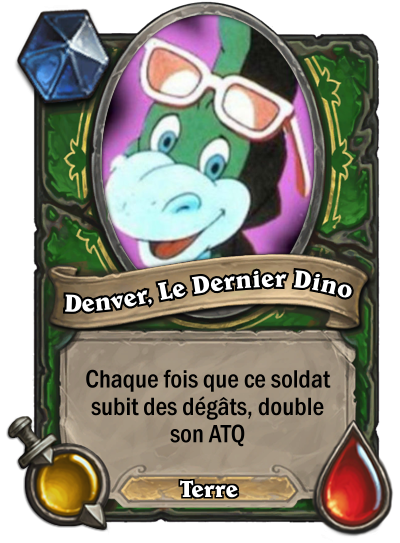 Denver, Le Dernier Dino
Chaque fois que ce soldat
subit des dégâts, double
son ATQ
Terre